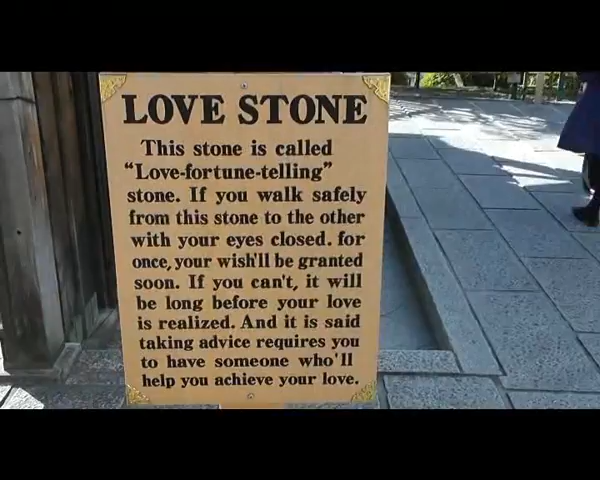 LOVE STONE
This stone is called
“Love-fortune-telling”
stone. If you walk safely
from this stone to the other
with your eyes closed. for
once, your wish'll be granted
soon. If you can't, it will
be long before your love
is realized. And it is said
taking advice requires you
to have someone who'll
help you achieve your love.